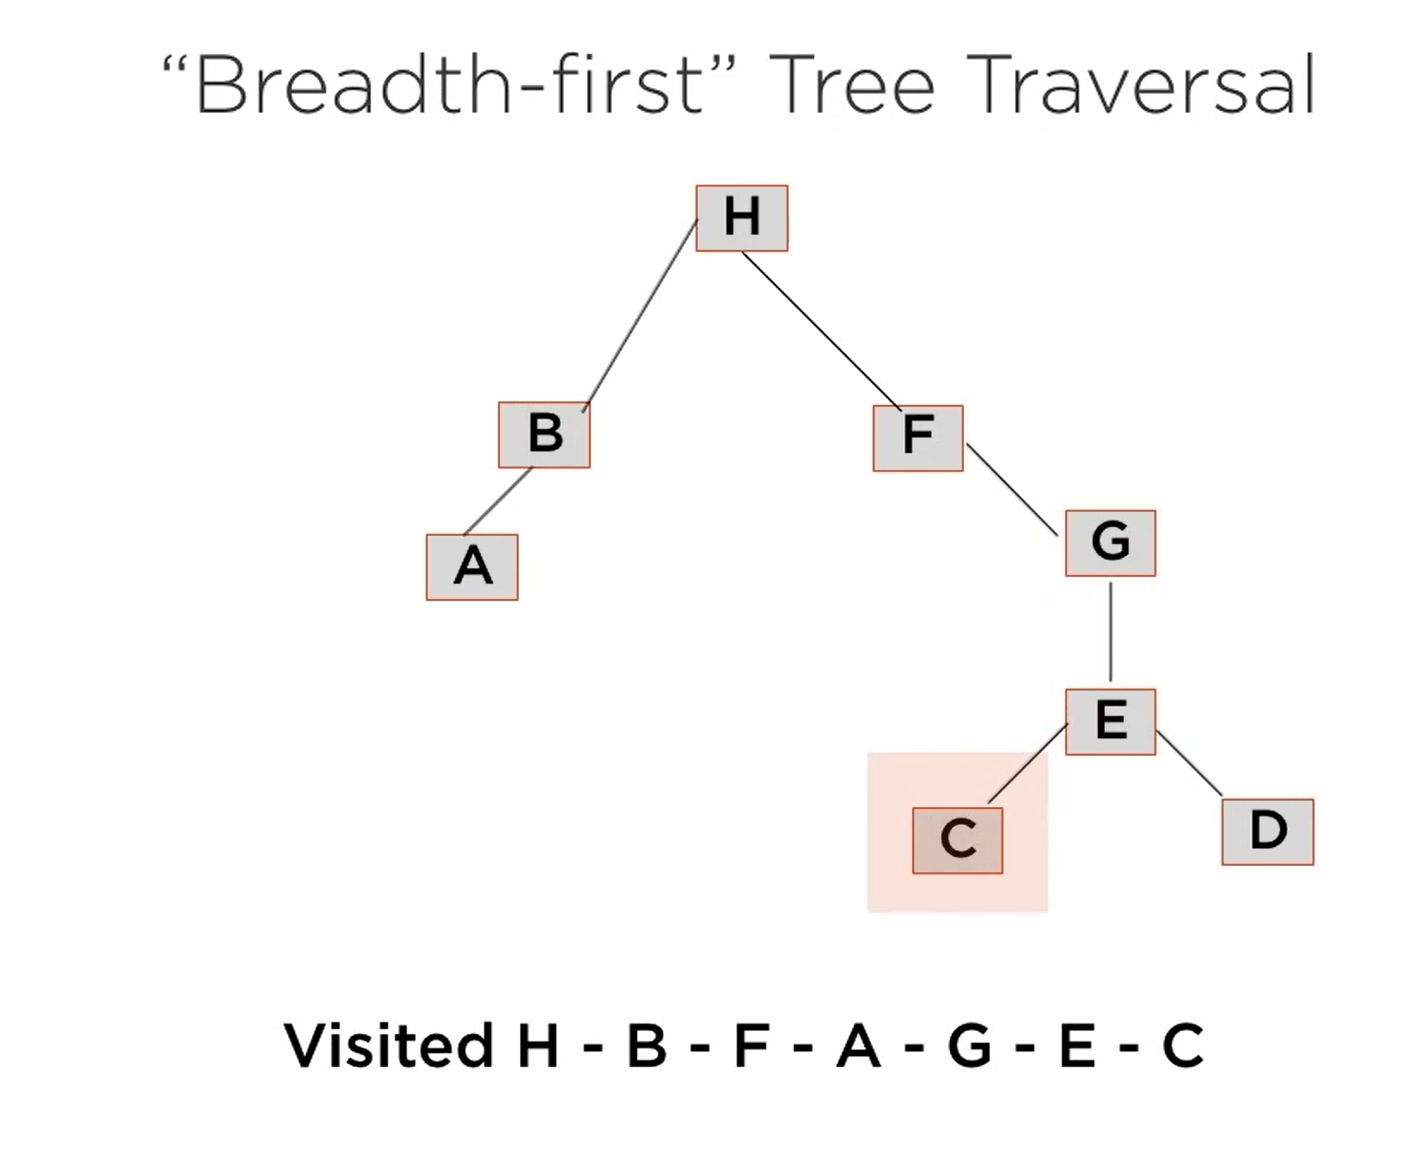 “Breadth-first” Tree Traversal
H
B
F
A
G
E
C
D
Visited H - B - F - A - G - E - C